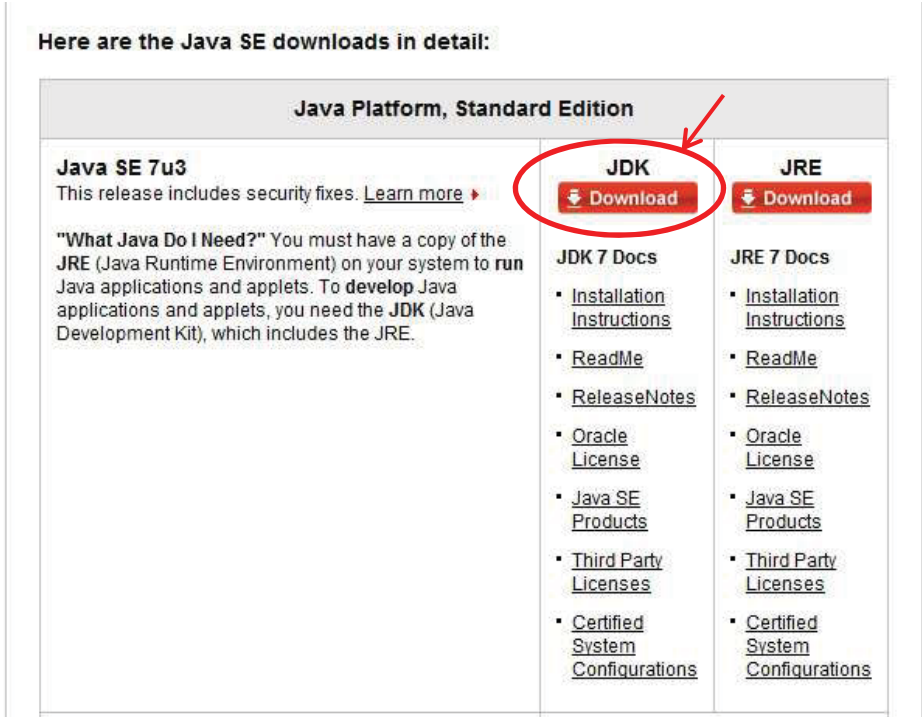 Here are the Java SE downloads in detail:
Java Platform, Standard Edition
Java SE 7u3
This release includes security fixes. Learn more
"What Java Do I Need?" You must have a copy of the
JRE (Java Runtime Environment) on your system to run
Java applications and applets. To develop Java
applications and applets, you need the JDK (Java
Development Kit), which includes the JRE.
JDK
Download
JDK 7 Docs
Installation
Instructions
ReadMe
ReleaseNotes
Oracle
License
Java SE
Products
Third Party
Licenses
Certified
System
Configurations
JRE
Download
JRE 7 Docs
Installation
Instructions
ReadMe
ReleaseNotes
Oracle
License
Java SE
Products
Third Party
Licenses
Certified
System
Configurations